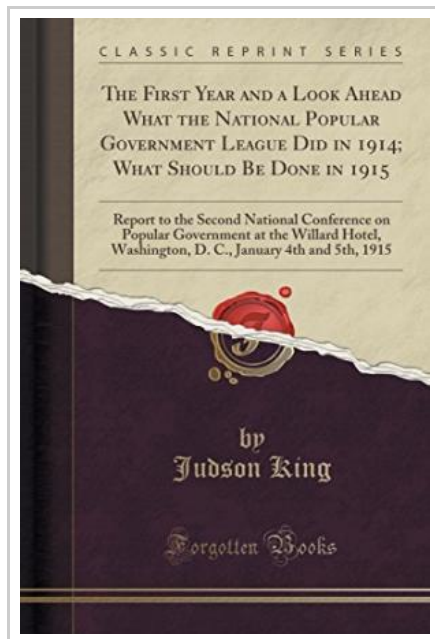 CLASSIC REPRINT SERIES
THE FIRST YEAR AND A LOOK AHEAD
WHAT THE NATIONAL POPULAR
GOVERNMENT LEAGUE DID IN 1914;
WHAT SHOULD BE DONE IN 1915
Report to the Second National Conference on
Popular Government at the Willard Hotel,
Washington, D. C., January 4th and 5th, 1915
by
Judson King
Forgotten Books